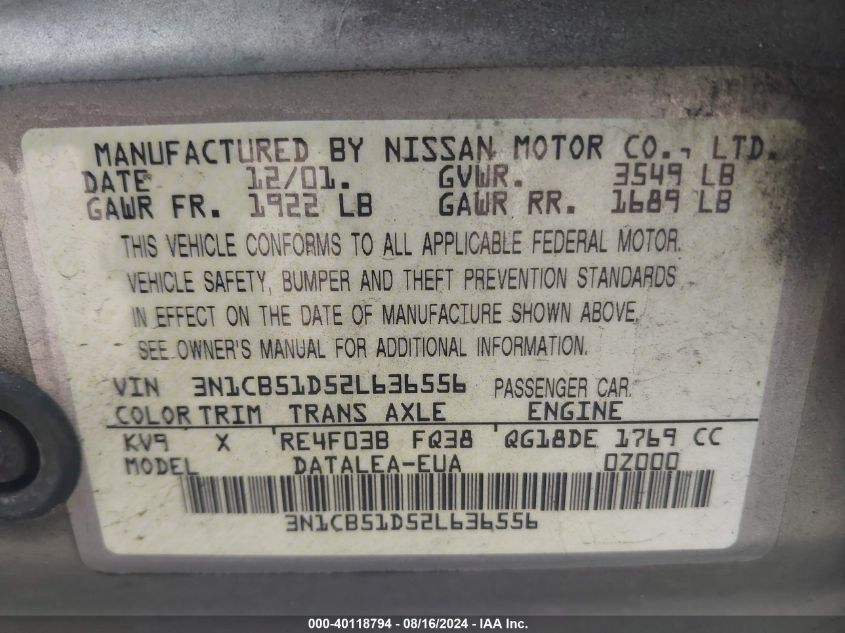 MANUFACTURED BY NISSAN MOTOR CO., LTD.
DATE 12/01. GVWR. 3549 LB
GAWR FR. 1922 LB GAWR RR. 1689 LB
THIS VEHICLE CONFORMS TO ALL APPLICABLE FEDERAL MOTOR.
VEHICLE SAFETY, BUMPER AND THEFT PREVENTION STANDARDS
IN EFFECT ON THE DATE OF MANUFACTURE SHOWN ABOVE.
SEE OWNER'S MANUAL FOR ADDITIONAL INFORMATION.
VIN 3N1CB51D52L636556 PASSENGER CAR.
COLOR TRIM TRANS AXLE ENGINE
KV9 X RE4F03B FQ38 QG18DE 1769 CC
MODEL DATALEA-EUA 0Z000
3N1CB51D52L636556
000-40118794 - 08/16/2024 - IAA Inc.